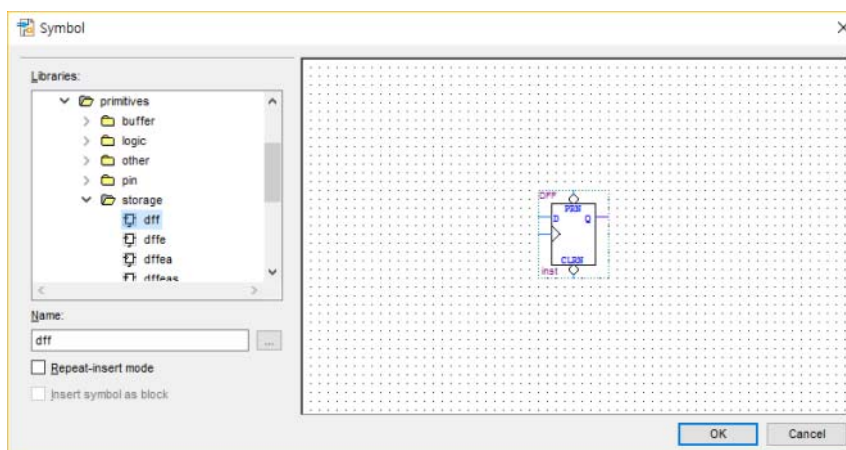 Symbol
Libraries:
primitives
buffer
logic
other
pin
storage
dff
dffe
dffea
dffeas
Name:
dff
...
Repeat-insert mode
Insert symbol as block
DFF
PRN
D Q
CLRN
inst
OK Cancel